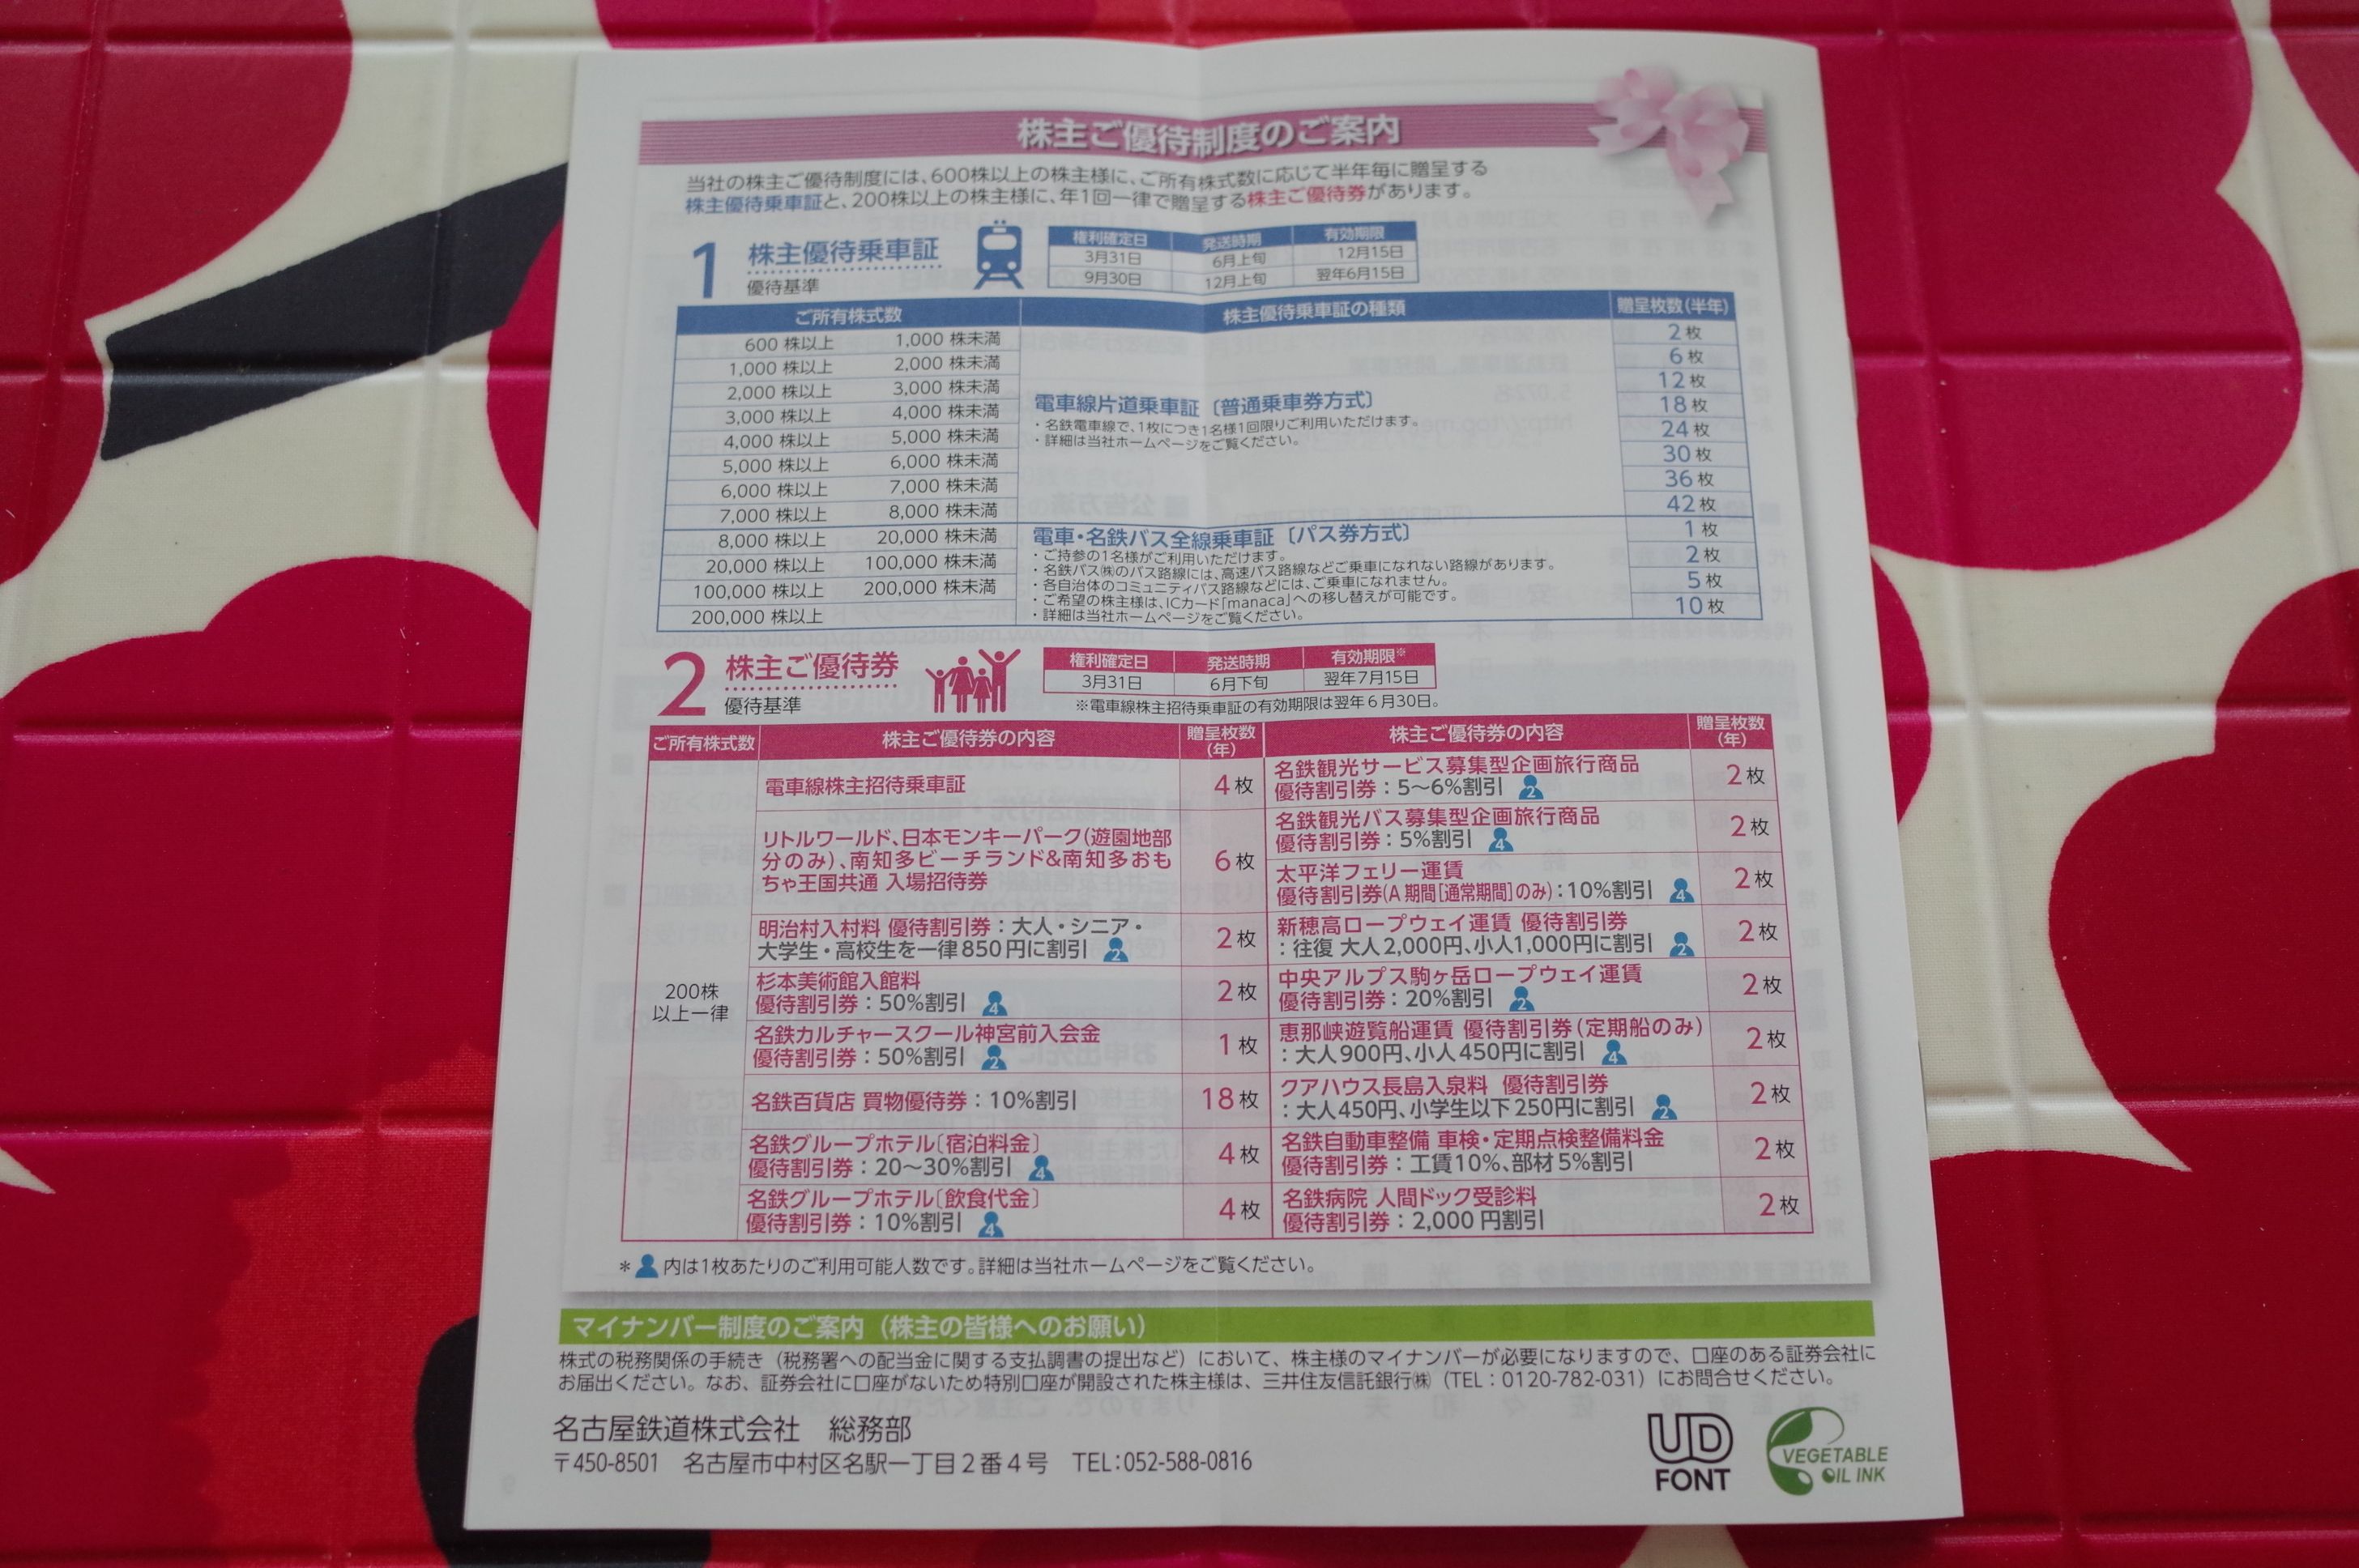 株主ご優待制度のご案内
当社の株主ご優待制度には、600株以上の株主様に、ご所有株式数に応じて半年毎に贈呈する
株主優待乗車証と、200株以上の株主様に、年1回一律で贈呈する株主ご優待券があります。
1 株主優待乗車証
優待基準
権利確定日 発送時期 有効期限
3月31日 6月上旬 12月15日
9月30日 12月上旬 翌年6月15日
ご所有株式数 株主優待乗車証の種類 贈呈枚数(半年)
600 株以上 1,000 株未満 2枚
1,000 株以上 2,000 株未満 6枚
2,000 株以上 3,000 株未満 12枚
3,000 株以上 4,000 株未満 18枚
4,000 株以上 5,000 株未満 24枚
5,000 株以上 6,000 株未満 30枚
6,000 株以上 7,000 株未満 36枚
7,000 株以上 8,000 株未満 42枚
電車線片道乗車証〔普通乗車券方式〕
・名鉄電車線で、1枚につき1名様1回限りご利用いただけます。
・詳細は当社ホームページをご覧ください。
8,000 株以上 20,000 株未満 1枚
20,000 株以上 100,000 株未満 2枚
100,000 株以上 200,000 株未満 5枚
200,000 株以上 10枚
電車・名鉄バス全線乗車証〔パス券方式〕
・ご持参の1名様がご利用いただけます。
・名鉄バス㈱のバス路線には、高速バス路線などご乗車になれない路線があります。
・各自治体のコミュニティバス路線などには、ご乗車になれません。
・ご希望の株主様は、ICカード「manaca」への移し替えが可能です。
・詳細は当社ホームページをご覧ください。
2 株主ご優待券
優待基準
権利確定日 発送時期 有効期限※
3月31日 6月下旬 翌年7月15日
※電車線株主招待乗車証の有効期限は翌年6月30日。
ご所有株式数 株主ご優待券の内容 贈呈枚数(年) 株主ご優待券の内容 贈呈枚数(年)
200株
以上一律
電車線株主招待乗車証 4枚
リトルワールド、日本モンキーパーク(遊園地部
分のみ)、南知多ビーチランド&南知多おも
ちゃ王国共通 入場招待券 6枚
明治村入村料 優待割引券：大人・シニア・
大学生・高校生を一律850円に割引 2 2枚
杉本美術館入館料
優待割引券：50%割引 4 2枚
名鉄カルチャースクール神宮前入会金
優待割引券：50%割引 2 1枚
名鉄百貨店 買物優待券：10%割引 18枚
名鉄グループホテル〔宿泊料金〕
優待割引券：20～30%割引 4 4枚
名鉄グループホテル〔飲食代金〕
優待割引券：10%割引 4 4枚
名鉄観光サービス募集型企画旅行商品
優待割引券：5～6%割引 2 2枚
名鉄観光バス募集型企画旅行商品
優待割引券：5%割引 4 2枚
太平洋フェリー運賃
優待割引券(A 期間[通常期間]のみ)：10%割引 4 2枚
新穂高ロープウェイ運賃 優待割引券
：往復 大人2,000円、小人1,000円に割引 2 2枚
中央アルプス駒ヶ岳ロープウェイ運賃
優待割引券：20%割引 2 2枚
恵那峡遊覧船運賃 優待割引券(定期船のみ)
：大人900円、小人450円に割引 4 2枚
クアハウス長島入泉料 優待割引券
：大人450円、小学生以下250円に割引 2 2枚
名鉄自動車整備 車検・定期点検整備料金
優待割引券：工賃10%、部材5%割引 2枚
名鉄病院 人間ドック受診料
優待割引券：2,000 円割引 2枚
＊内は1枚あたりのご利用可能人数です。詳細は当社ホームページをご覧ください。
マイナンバー制度のご案内（株主の皆様へのお願い）
株式の税務関係の手続き（税務署への配当金に関する支払調書の提出など）において、株主様のマイナンバーが必要になりますので、口座のある証券会社に
お届出ください。なお、証券会社に口座がないため特別口座が開設された株主様は、三井住友信託銀行㈱（TEL：0120-782-031）にお問合せください。
名古屋鉄道株式会社 総務部
〒450-8501 名古屋市中村区名駅一丁目2番4号 TEL：052-588-0816
UD
FONT
VEGETABLE
OIL INK